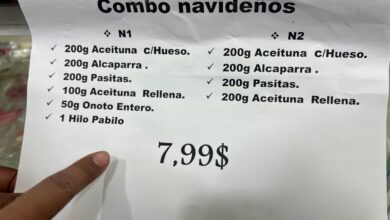 Combo navideños
❖ N1
✓ 200g Aceituna C/Hueso.
✓ 200g Alcaparra .
✓ 200g Pasitas.
✓ 100g Aceituna Rellena.
✓ 50g Onoto Entero.
✓ 1 Hilo Pabilo
❖ N2
✓ 200g Aceituna C/Hueso.
✓ 200g Alcaparra .
✓ 200g Pasitas.
✓ 200g Aceituna Rellena.
7,99$